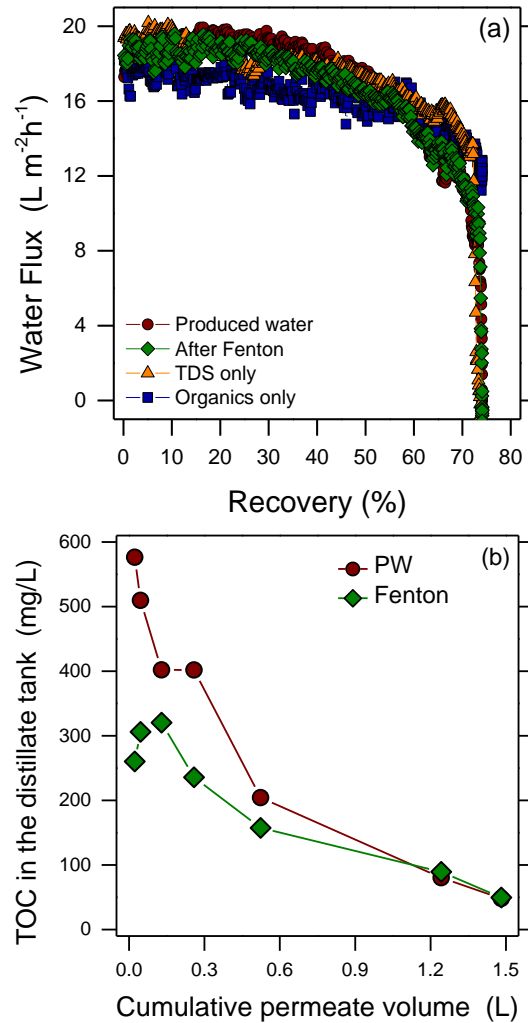 (a)
Water Flux (L m⁻²h⁻¹)
20
16
12
8
4
0
Produced water
After Fenton
TDS only
Organics only
0 10 20 30 40 50 60 70 80
Recovery (%)
(b)
TOC in the distillate tank (mg/L)
600
500
400
300
200
100
0
PW
Fenton
0.0 0.3 0.6 0.9 1.2 1.5
Cumulative permeate volume (L)